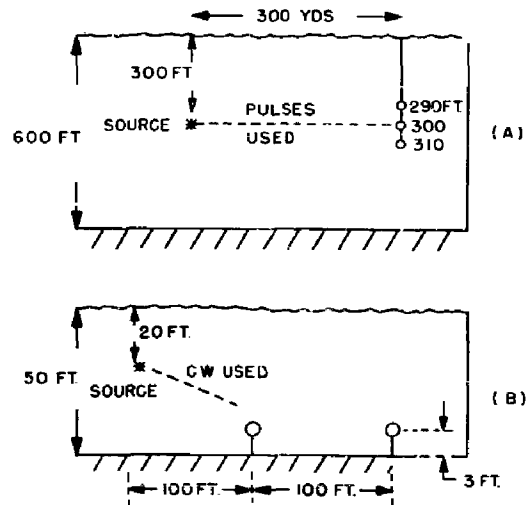 300 YDS
300 FT.
290 FT.
PULSES
SOURCE
300
(A)
600 FT
USED
310
20 FT.
50 FT.
CW USED
SOURCE
(B)
100 FT.
100 FT.
3 FT.